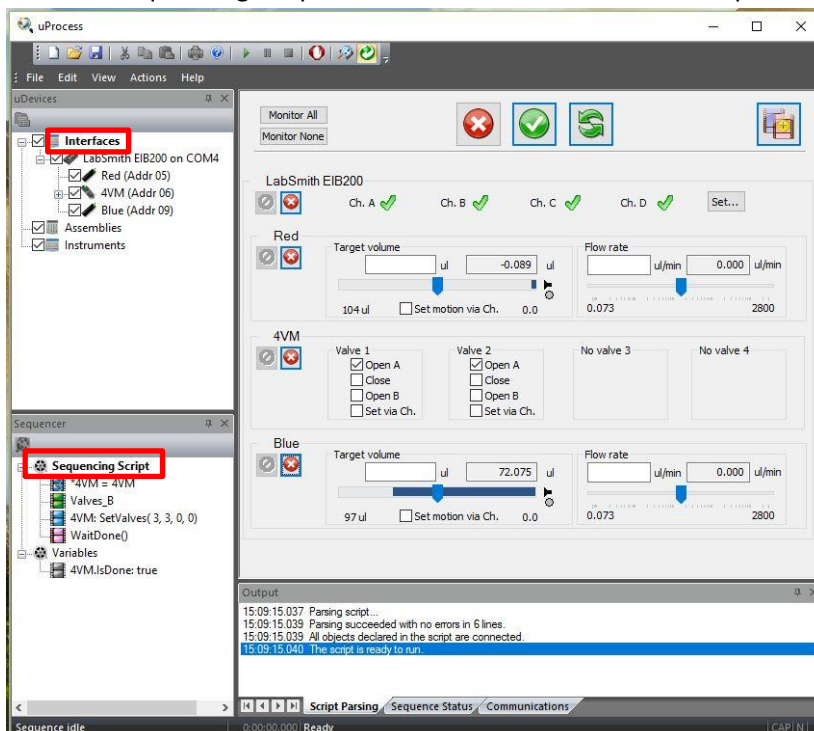 uProcess
File Edit View Actions Help
uDevices
Interfaces
LabSmith EIB200 on COM4
Red (Addr 05)
4VM (Addr 06)
Blue (Addr 09)
Assemblies
Instruments
Monitor All
Monitor None
LabSmith EIB200
Ch. A Ch. B Ch. C Ch. D Set...
Red
Target volume Flow rate
ul -0.089 ul ul/min 0.000 ul/min
104 ul Set motion via Ch. 0.0 0.073 2800
4VM
Valve 1 Valve 2 No valve 3 No valve 4
Open A Open A
Close Close
Open B Open B
Set via Ch. Set via Ch.
Blue
Target volume Flow rate
ul 72.075 ul ul/min 0.000 ul/min
97 ul Set motion via Ch. 0.0 0.073 2800
Sequencer
Sequencing Script
*4VM = 4VM
Valves_B
4VM: SetValves( 3, 3, 0, 0)
WaitDone()
Variables
4VM.IsDone: true
Output
15:09:15.037 Parsing script...
15:09:15.039 Parsing succeeded with no errors in 6 lines.
15:09:15.039 All objects declared in the script are connected.
15:09:15.040 The script is ready to run.
Script Parsing Sequence Status Communications
Sequence idle 0:00:00.000 Ready CAP N